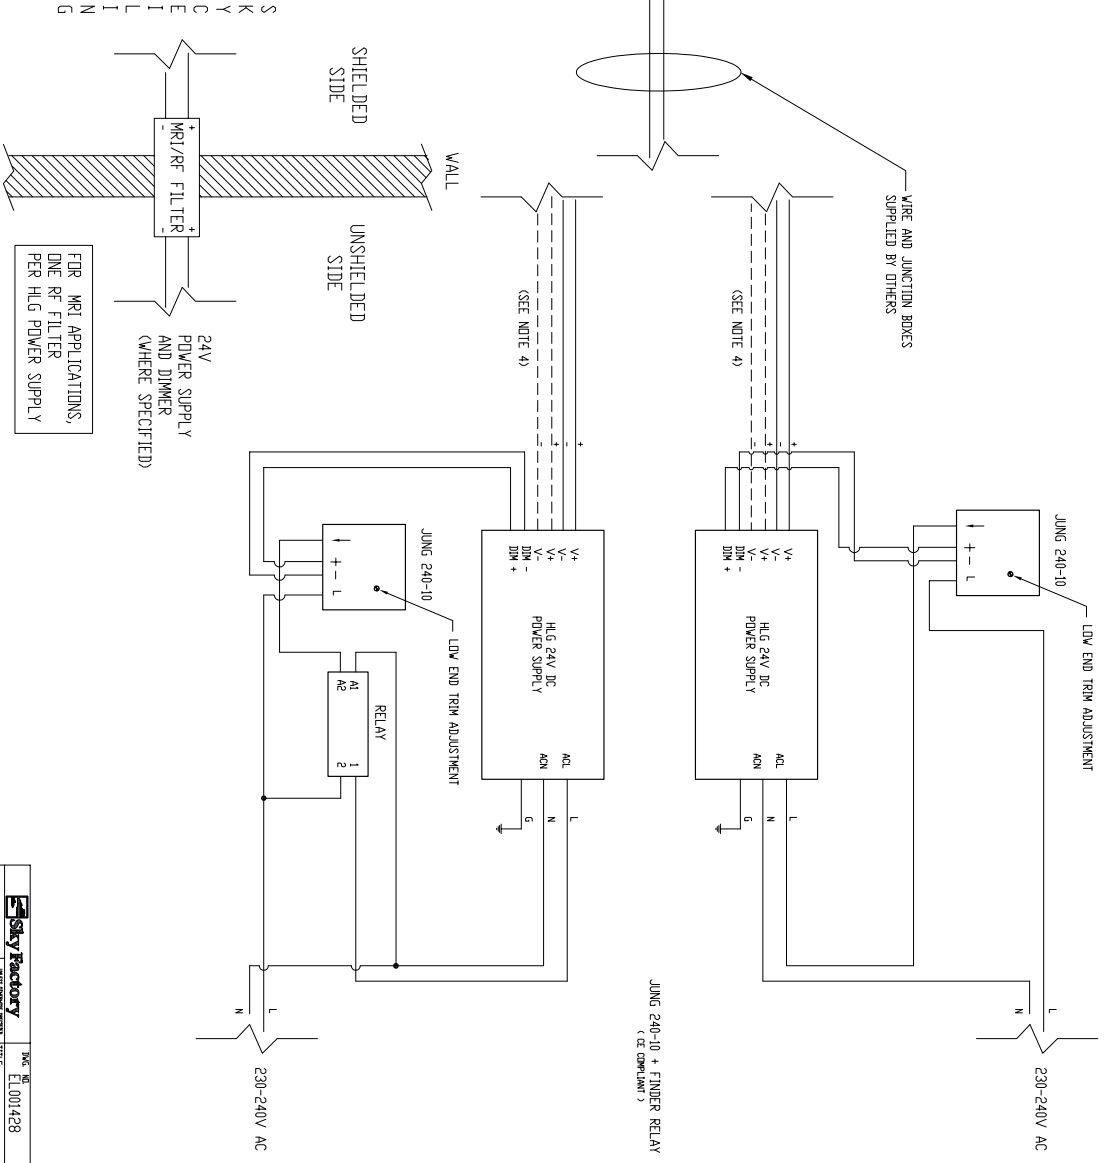 SKY CEILING
SHIELDED
SIDE
WALL
UNSHIELDED
SIDE
+
-
MRI/RF FILTER
+
-
24V
POWER SUPPLY
AND DIMMER
(WHERE SPECIFIED)
FOR MRI APPLICATIONS,
ONE RF FILTER
PER HLG POWER SUPPLY
WIRE AND JUNCTION BOXES
SUPPLIED BY OTHERS
(SEE NOTE 4)
+
-
+
-
V+
V-
V+
V-
DIM -
DIM +
HLG 24V DC
POWER SUPPLY
ACL
ACN
L
N
G
JUNG 240-10
+
-
L
LOW END TRIM ADJUSTMENT
L
N
230-240V AC
JUNG 240-10 + FINDER RELAY
( CE COMPLIANT )
(SEE NOTE 4)
+
-
+
-
V+
V-
V+
V-
DIM -
DIM +
HLG 24V DC
POWER SUPPLY
ACL
ACN
L
N
G
JUNG 240-10
+
-
L
LOW END TRIM ADJUSTMENT
RELAY
A1
A2
1
2
L
N
230-240V AC
Sky Factory
DWG. NO.
EL001428